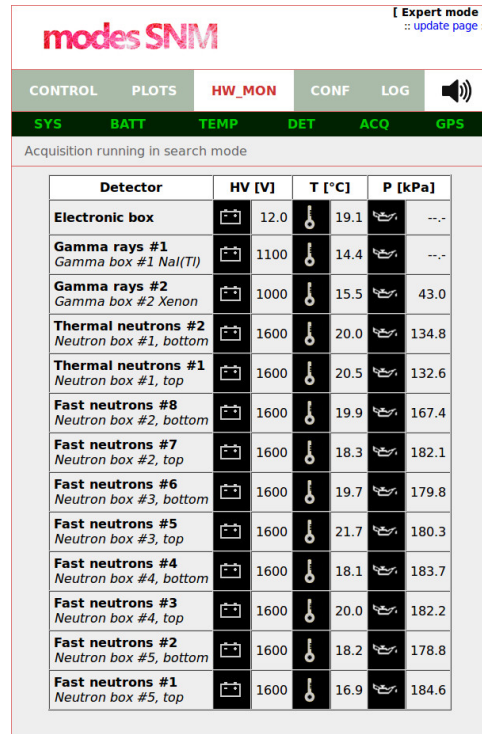 [ Expert mode
:: update page :
modes SNM
CONTROL PLOTS HW_MON CONF LOG
SYS BATT TEMP DET ACQ GPS
Acquisition running in search mode
Detector HV [V] T [°C] P [kPa]
Electronic box 12.0 19.1 --.-
Gamma rays #1
Gamma box #1 NaI(Tl) 1100 14.4 --.-
Gamma rays #2
Gamma box #2 Xenon 1000 15.5 43.0
Thermal neutrons #2
Neutron box #1, bottom 1600 20.0 134.8
Thermal neutrons #1
Neutron box #1, top 1600 20.5 132.6
Fast neutrons #8
Neutron box #2, bottom 1600 19.9 167.4
Fast neutrons #7
Neutron box #2, top 1600 18.3 182.1
Fast neutrons #6
Neutron box #3, bottom 1600 19.7 179.8
Fast neutrons #5
Neutron box #3, top 1600 21.7 180.3
Fast neutrons #4
Neutron box #4, bottom 1600 18.1 183.7
Fast neutrons #3
Neutron box #4, top 1600 20.0 182.2
Fast neutrons #2
Neutron box #5, bottom 1600 18.2 178.8
Fast neutrons #1
Neutron box #5, top 1600 16.9 184.6